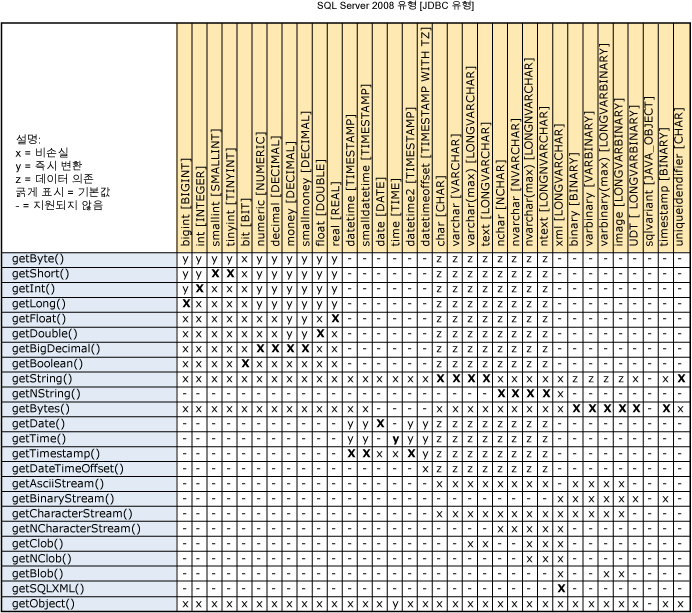 SQL Server 2008 유형 [JDBC 유형]
설명:
x = 비손실
y = 즉시 변환
z = 데이터 의존
굵게 표시 = 기본값
- = 지원되지 않음
bigint [BIGINT]
int [INTEGER]
smallint [SMALLINT]
tinyint [TINYINT]
bit [BIT]
numeric [NUMERIC]
decimal [DECIMAL]
money [DECIMAL]
smallmoney [DECIMAL]
float [DOUBLE]
real [REAL]
datetime [TIMESTAMP]
smalldatetime [TIMESTAMP]
date [DATE]
time [TIME]
datetime2 [TIMESTAMP]
datetimeoffset [TIMESTAMP WITH TZ]
char [CHAR]
varchar [VARCHAR]
varchar(max) [LONGVARCHAR]
text [LONGVARCHAR]
nchar [NCHAR]
nvarchar [NVARCHAR]
nvarchar(max) [LONGNVARCHAR]
ntext [LONGNVARCHAR]
xml [LONGVARCHAR]
binary [BINARY]
varbinary [VARBINARY]
varbinary(max) [LONGVARBINARY]
image [LONGVARBINARY]
UDT [LONGVARBINARY]
sqlvariant [JAVA_OBJECT]
timestamp [BINARY]
uniqueidendifier [CHAR]
getByte() y y y y x y y y y y y - - - - - - z z z z z z z z - - - - - - - - -
getShort() y y X X x y y y y y y - - - - - - z z z z z z z z - - - - - - - - -
getInt() y X x x x y y y y y y - - - - - - z z z z z z z z - - - - - - - - -
getLong() X x x x x y y y y y y - - - - - - z z z z z z z z - - - - - - - - -
getFloat() x x x x x x x y y x X - - - - - - z z z z z z z z - - - - - - - - -
getDouble() x x x x x x x y y X x - - - - - - z z z z z z z z - - - - - - - - -
getBigDecimal() x x x x x X X X X x x - - - - - - z z z z z z z z - - - - - - - - -
getBoolean() x x x x X x x x x x x - - - - - - z z z z z z z z - - - - - - - - -
getString() x x x x x x x x x x x x x x x x x X X X X x x x x x z z z z x - x X
getNString() - - - - - - - - - - - - - - - - - - - - - X X X X x - - - - - - - -
getBytes() x x x x x x x x x x x x x - - - - x x x x x x x x x X X X X X - X x
getDate() - - - - - - - - - - - y y X - y y z z z z z z z z - - - - - - - - -
getTime() - - - - - - - - - - - y y - y y y z z z z z z z z - - - - - - - - -
getTimestamp() - - - - - - - - - - - X X x x X y z z z z z z z z - - - - - - - - -
getDateTimeOffset() - - - - - - - - - - - - - - - - x z z z z z z z z - - - - - - - - -
getAsciiStream() - - - - - - - - - - - - - - - - - x x x x x x x x x x x x x - - - -
getBinaryStream() - - - - - - - - - - - - - - - - - - - - - - - - - x x x x x x - x -
getCharacterStream() - - - - - - - - - - - - - - - - - x x x x x x x x x x x x x - - - -
getNCharacterStream() - - - - - - - - - - - - - - - - - - - - - x x x x x - - - - - - - -
getClob() - - - - - - - - - - - - - - - - - - - x x - - x x x - - - - - - - -
getNClob() - - - - - - - - - - - - - - - - - - - - - - - x x x - - - - - - - -
getBlob() - - - - - - - - - - - - - - - - - - - - - - - - - x - - x x - - - -
getSQLXML() - - - - - - - - - - - - - - - - - - - - - - - - - X - - - - - - - -
getObject() x x x x x x x x x x x x x x y x x x x x x x x x x x x x x x x - x x